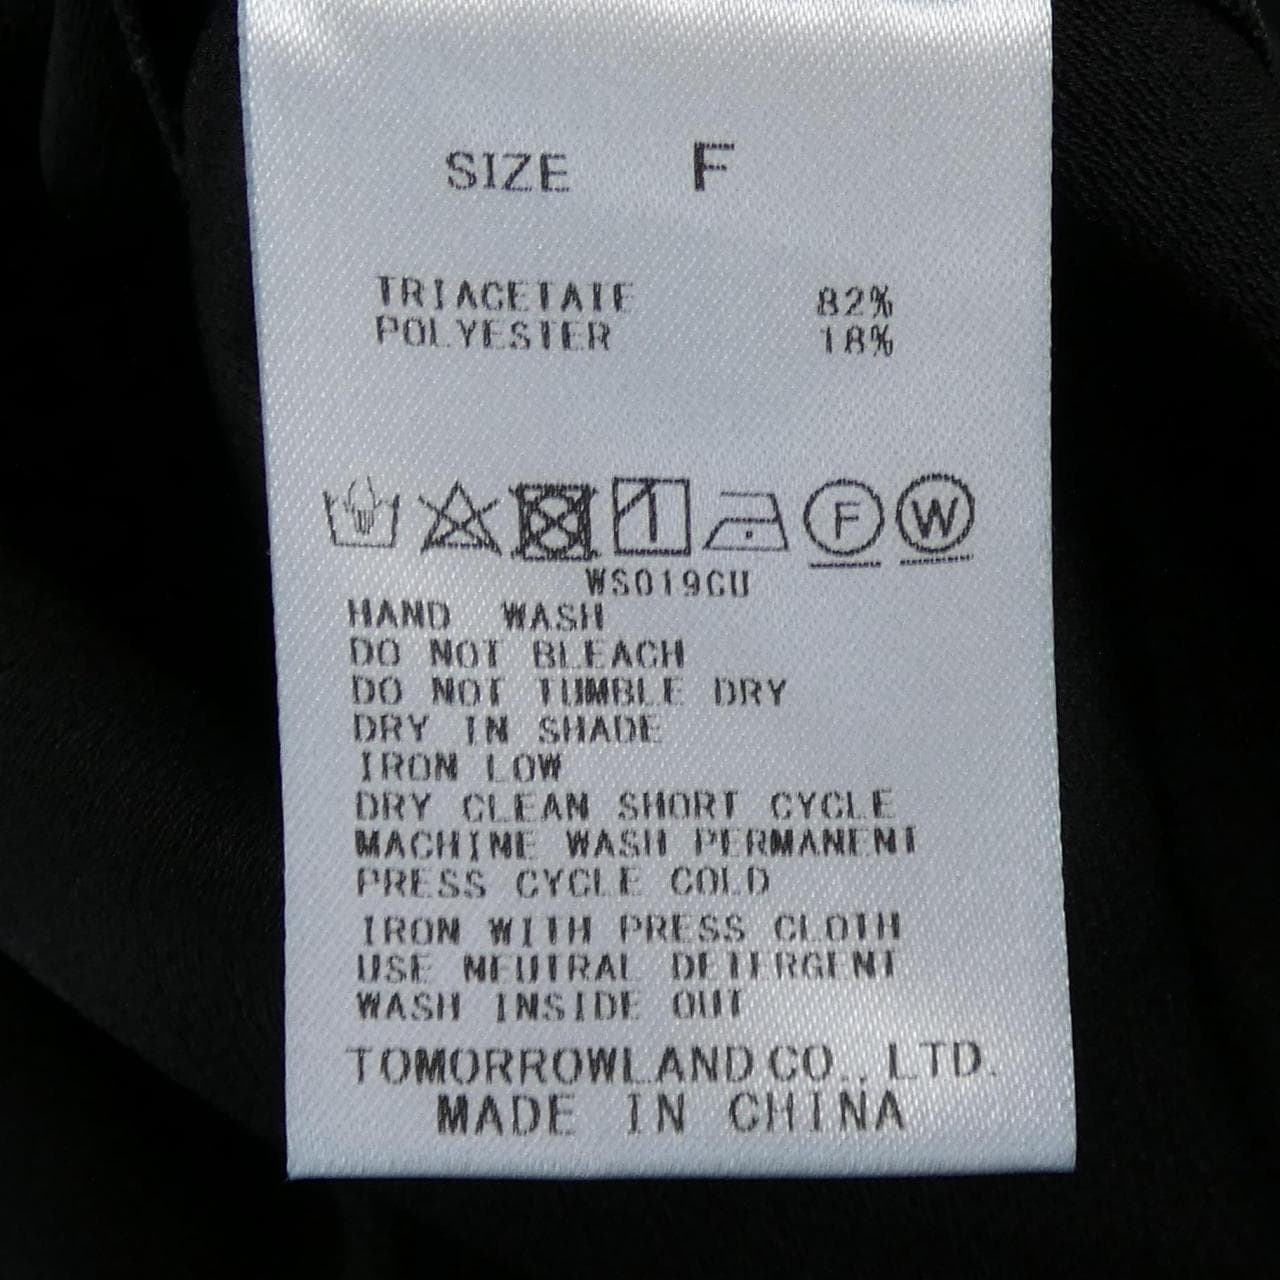 SIZE F
TRIACETATE 82%
POLYESTER 18%
F W
WS019GU
HAND WASH
DO NOT BLEACH
DO NOT TUMBLE DRY
DRY IN SHADE
IRON LOW
DRY CLEAN SHORT CYCLE
MACHINE WASH PERMANENT
PRESS CYCLE COLD
IRON WITH PRESS CLOTH
USE NEUTRAL DETERGENT
WASH INSIDE OUT
TOMORROWLAND CO., LTD.
MADE IN CHINA